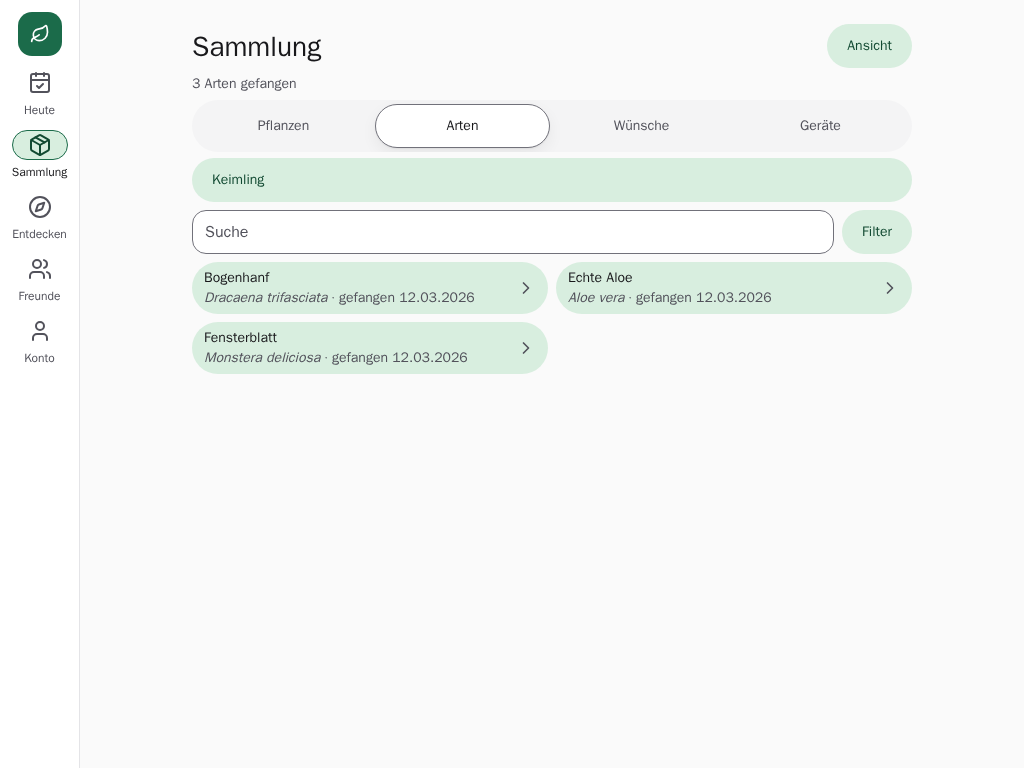 Heute
Sammlung
Entdecken
Freunde
Konto
Sammlung
Ansicht
3 Arten gefangen
Pflanzen
Arten
Wünsche
Geräte
Keimling
Suche
Filter
Bogenhanf
Dracaena trifasciata · gefangen 12.03.2026
Echte Aloe
Aloe vera · gefangen 12.03.2026
Fensterblatt
Monstera deliciosa · gefangen 12.03.2026